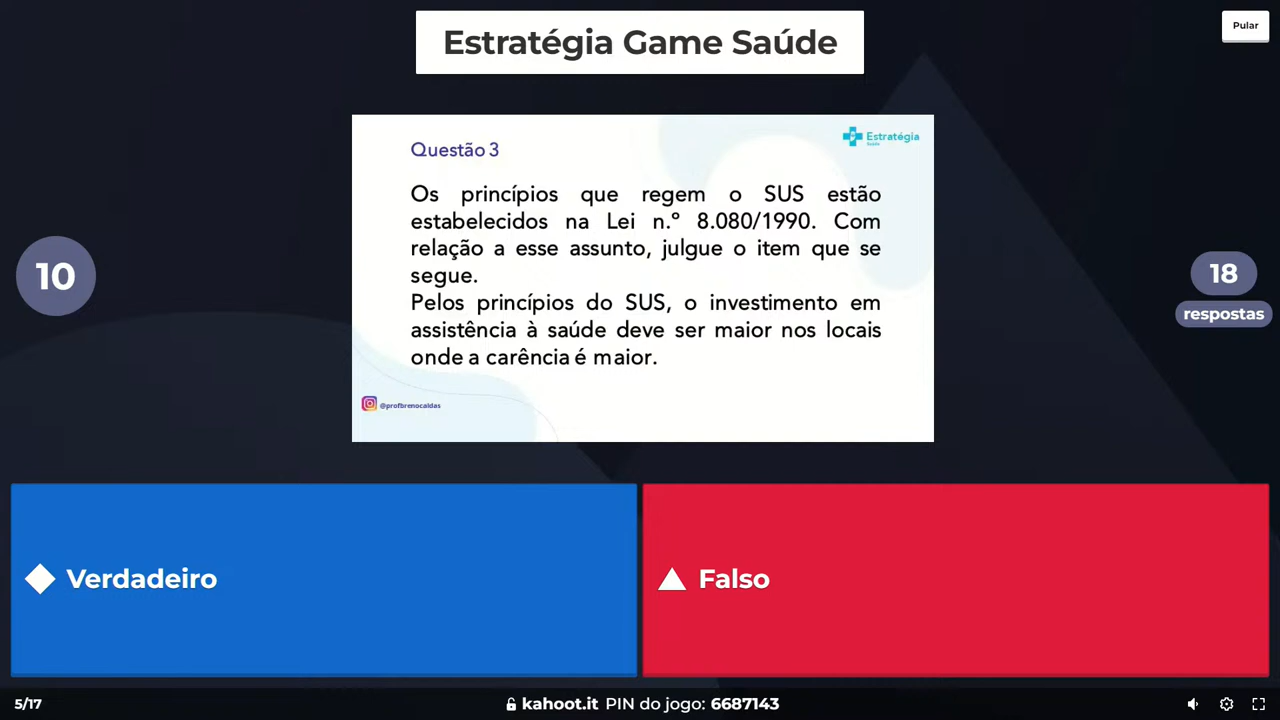 Estratégia Game Saúde
Pular
Estratégia
Saúde
Questão 3
Os princípios que regem o SUS estão
estabelecidos na Lei n.º 8.080/1990. Com
relação a esse assunto, julgue o item que se
segue.
Pelos princípios do SUS, o investimento em
assistência à saúde deve ser maior nos locais
onde a carência é maior.
@profbrenocaldas
10
18
respostas
Verdadeiro
Falso
5/17
kahoot.it PIN do jogo: 6687143